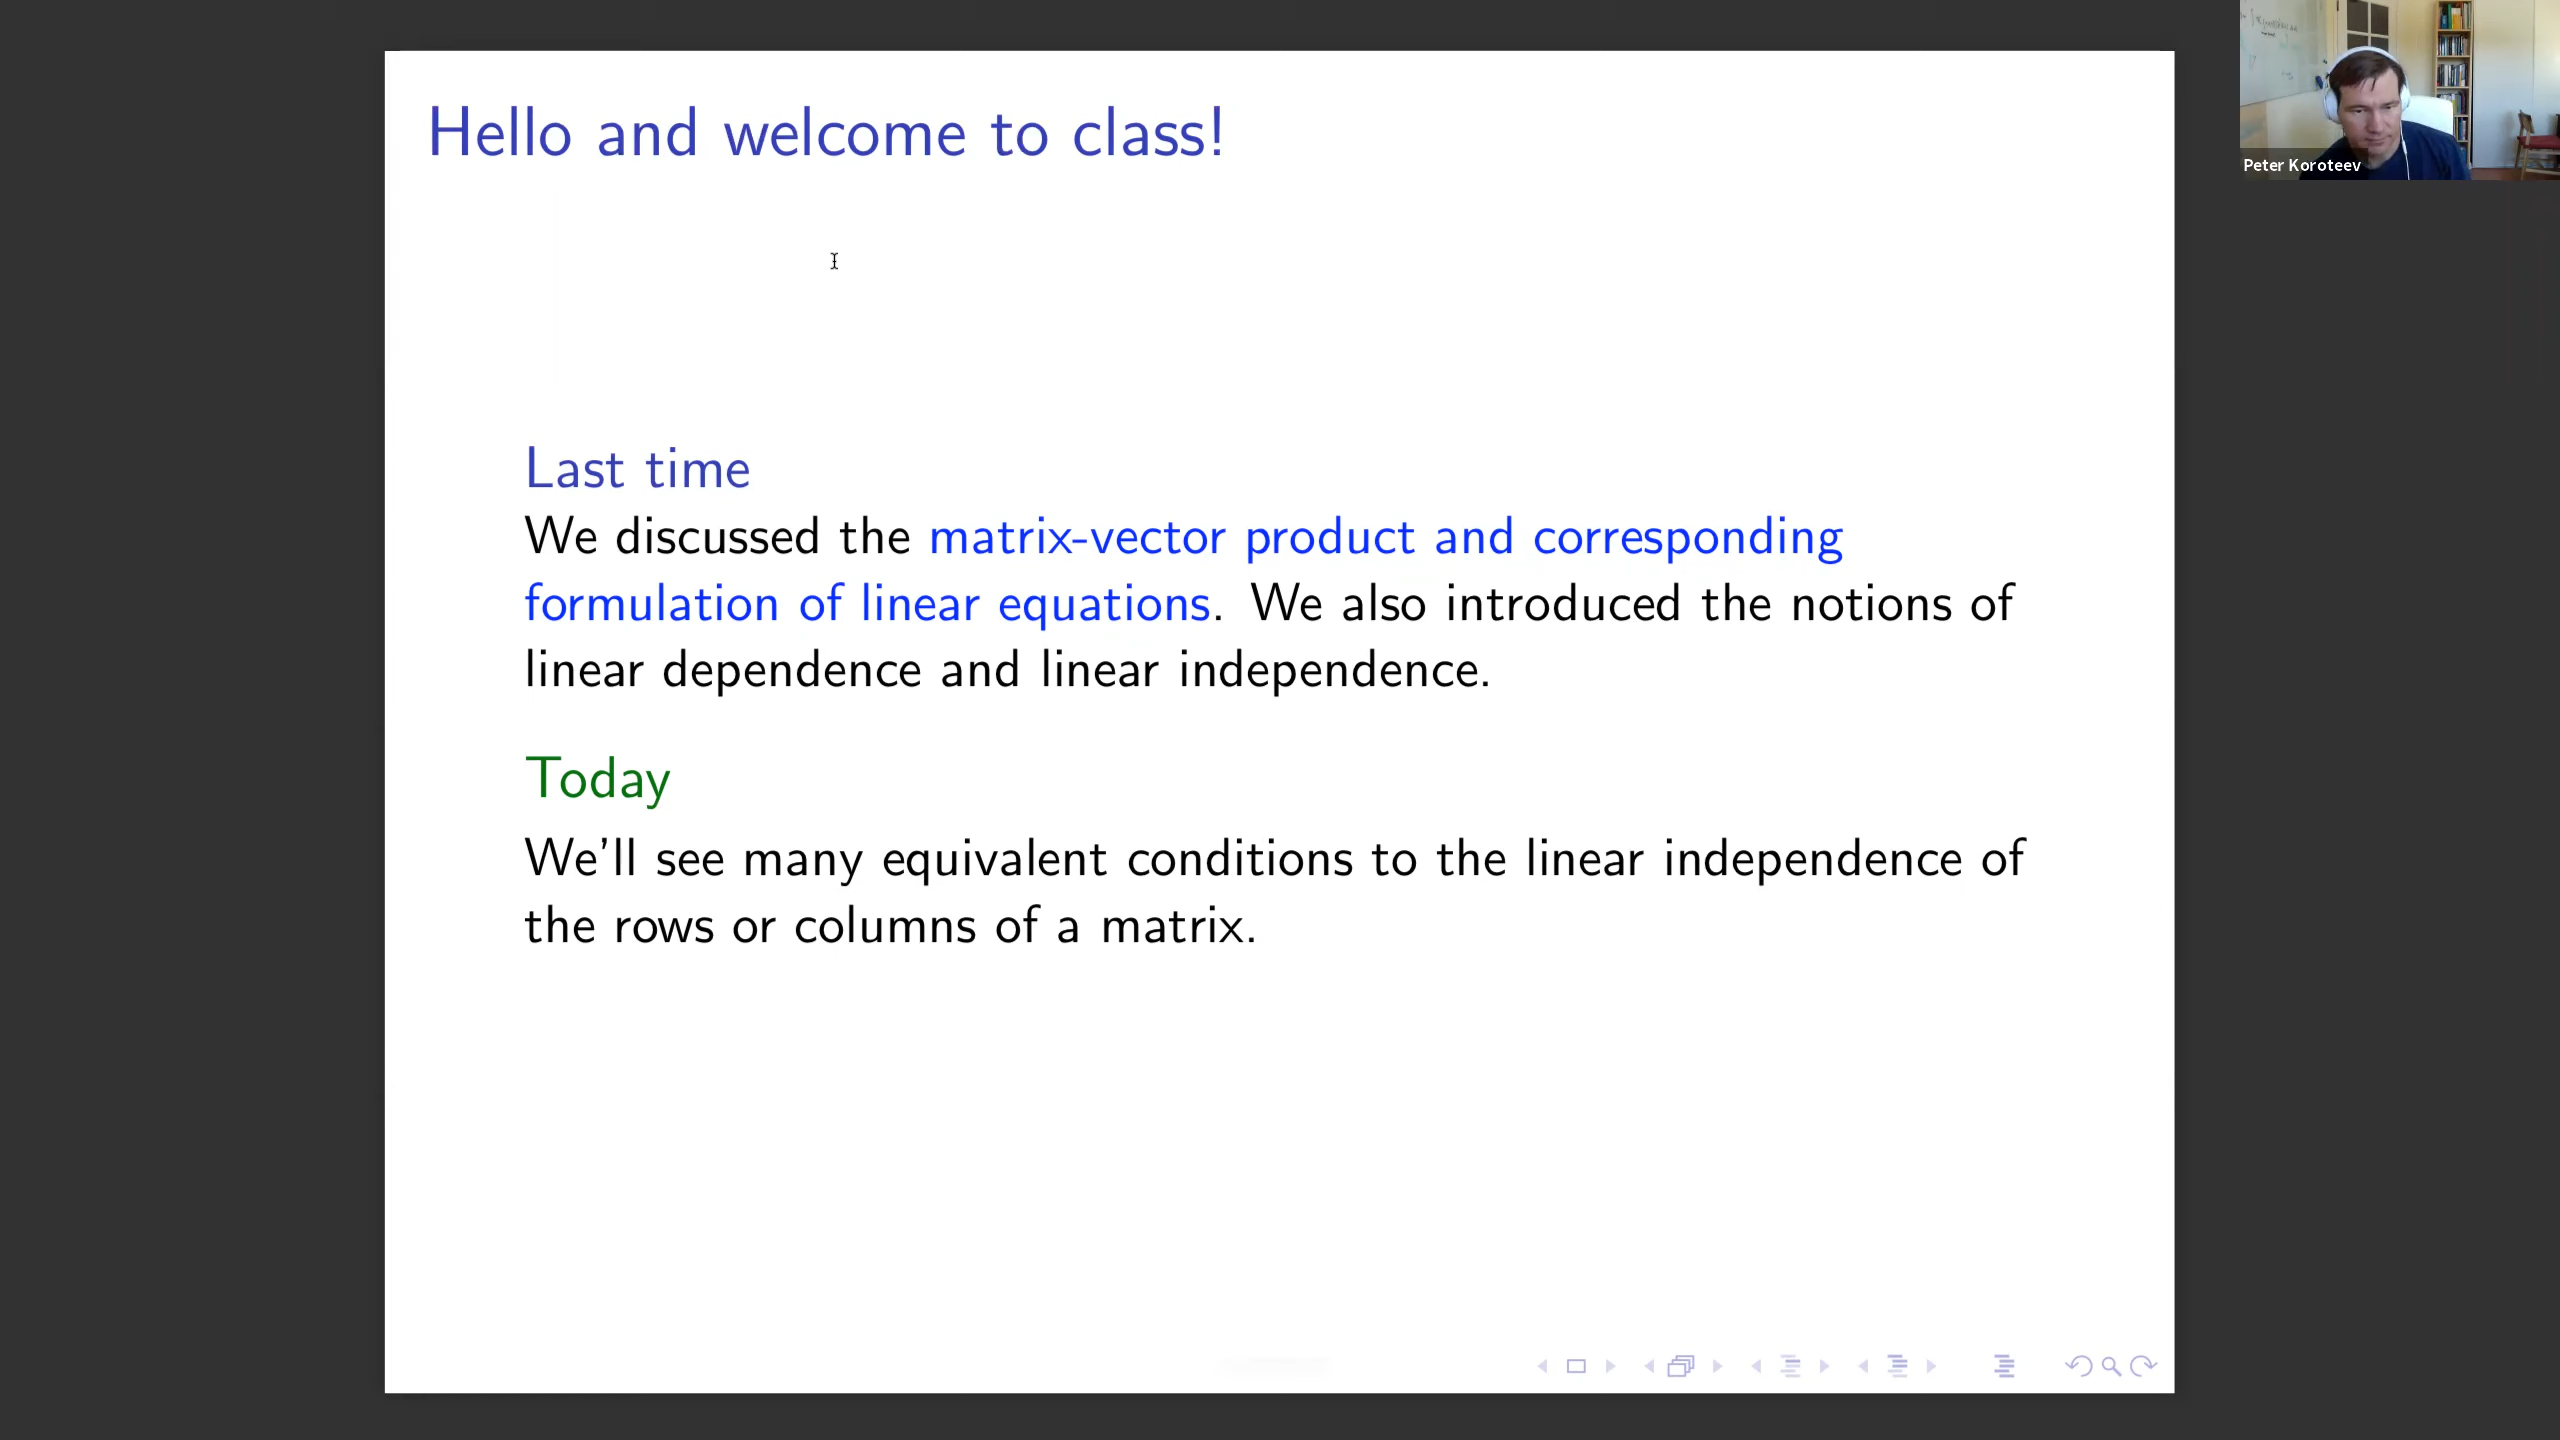 Hello and welcome to class!
Peter Koroteev
Last time
We discussed the matrix-vector product and corresponding
formulation of linear equations. We also introduced the notions of
linear dependence and linear independence.
Today
We'll see many equivalent conditions to the linear independence of
the rows or columns of a matrix.